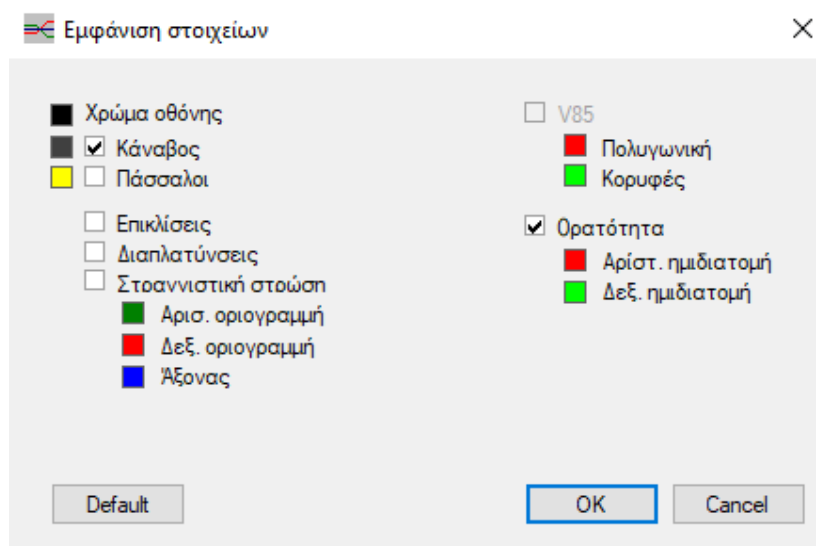 Εμφάνιση στοιχείων
Χρώμα οθόνης
Κάναβος
Πάσσαλοι
Επικλίσεις
Διαπλατύνσεις
Στραννιστική στρώση
Αρισ. οριογραμμή
Δεξ. οριογραμμή
Άξονας
V85
Πολυγωνική
Κορυφές
Ορατότητα
Αρίστ. ημιδιατομή
Δεξ. ημιδιατομή
Default
OK
Cancel